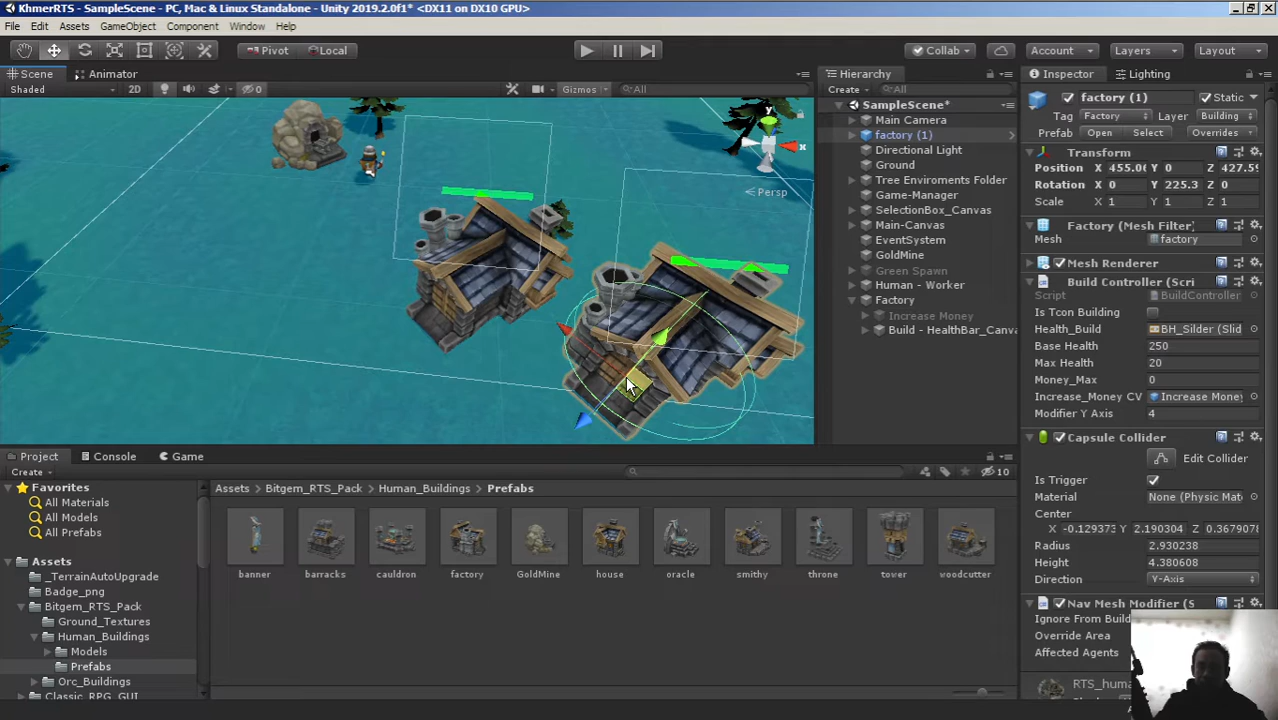 KhmerRTS - SampleScene - PC, Mac & Linux Standalone - Unity 2019.2.0f1* <DX11 on DX10 GPU>
File Edit Assets GameObject Component Window Help
Pivot Local Collab Account Layers Layout
Scene Animator
Shaded 2D 0 Gizmos All
y
x
Persp
Hierarchy
Create All
SampleScene*
Main Camera
factory (1)
Directional Light
Ground
Tree Enviroments Folder
Game-Manager
SelectionBox_Canvas
Main-Canvas
EventSystem
GoldMine
Green Spawn
Human - Worker
Factory
Increase Money
Build - HealthBar_Canva
Inspector Lighting
factory (1) Static
Tag Factory Layer Building
Prefab Open Select Overrides
Transform
Position X 455.06 Y 0 Z 427.59
Rotation X 0 Y 225.3 Z 0
Scale X 1 Y 1 Z 1
Factory (Mesh Filter)
Mesh factory
Mesh Renderer
Build Controller (Scri
Script BuildController
Is Tcon Building
Health_Build BH_Silder (Slid
Base Health 250
Max Health 20
Money_Max 0
Increase_Money CV Increase Money
Modifier Y Axis 4
Capsule Collider
Edit Collider
Is Trigger
Material None (Physic Mat
Center
X -0.129373 Y 2.190304 Z 0.3679078
Radius 2.930238
Height 4.380608
Direction Y-Axis
Nav Mesh Modifier (S
Ignore From Build
Override Area
Affected Agents
RTS_huma
Project Console Game
Create 10
Favorites
All Materials
All Models
All Prefabs
Assets
_TerrainAutoUpgrade
Badge_png
Bitgem_RTS_Pack
Ground_Textures
Human_Buildings
Models
Prefabs
Orc_Buildings
Classic_RPG_GUI
Assets Bitgem_RTS_Pack Human_Buildings Prefabs
banner barracks cauldron factory GoldMine house oracle smithy throne tower woodcutter